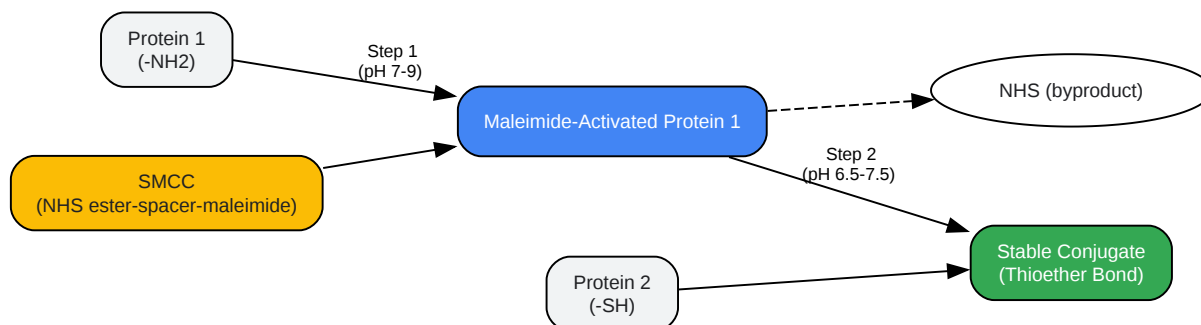 Protein 1
(-NH2)
Step 1
(pH 7-9)
Maleimide-Activated Protein 1
NHS (byproduct)
SMCC
(NHS ester-spacer-maleimide)
Step 2
(pH 6.5-7.5)
Stable Conjugate
(Thioether Bond)
Protein 2
(-SH)